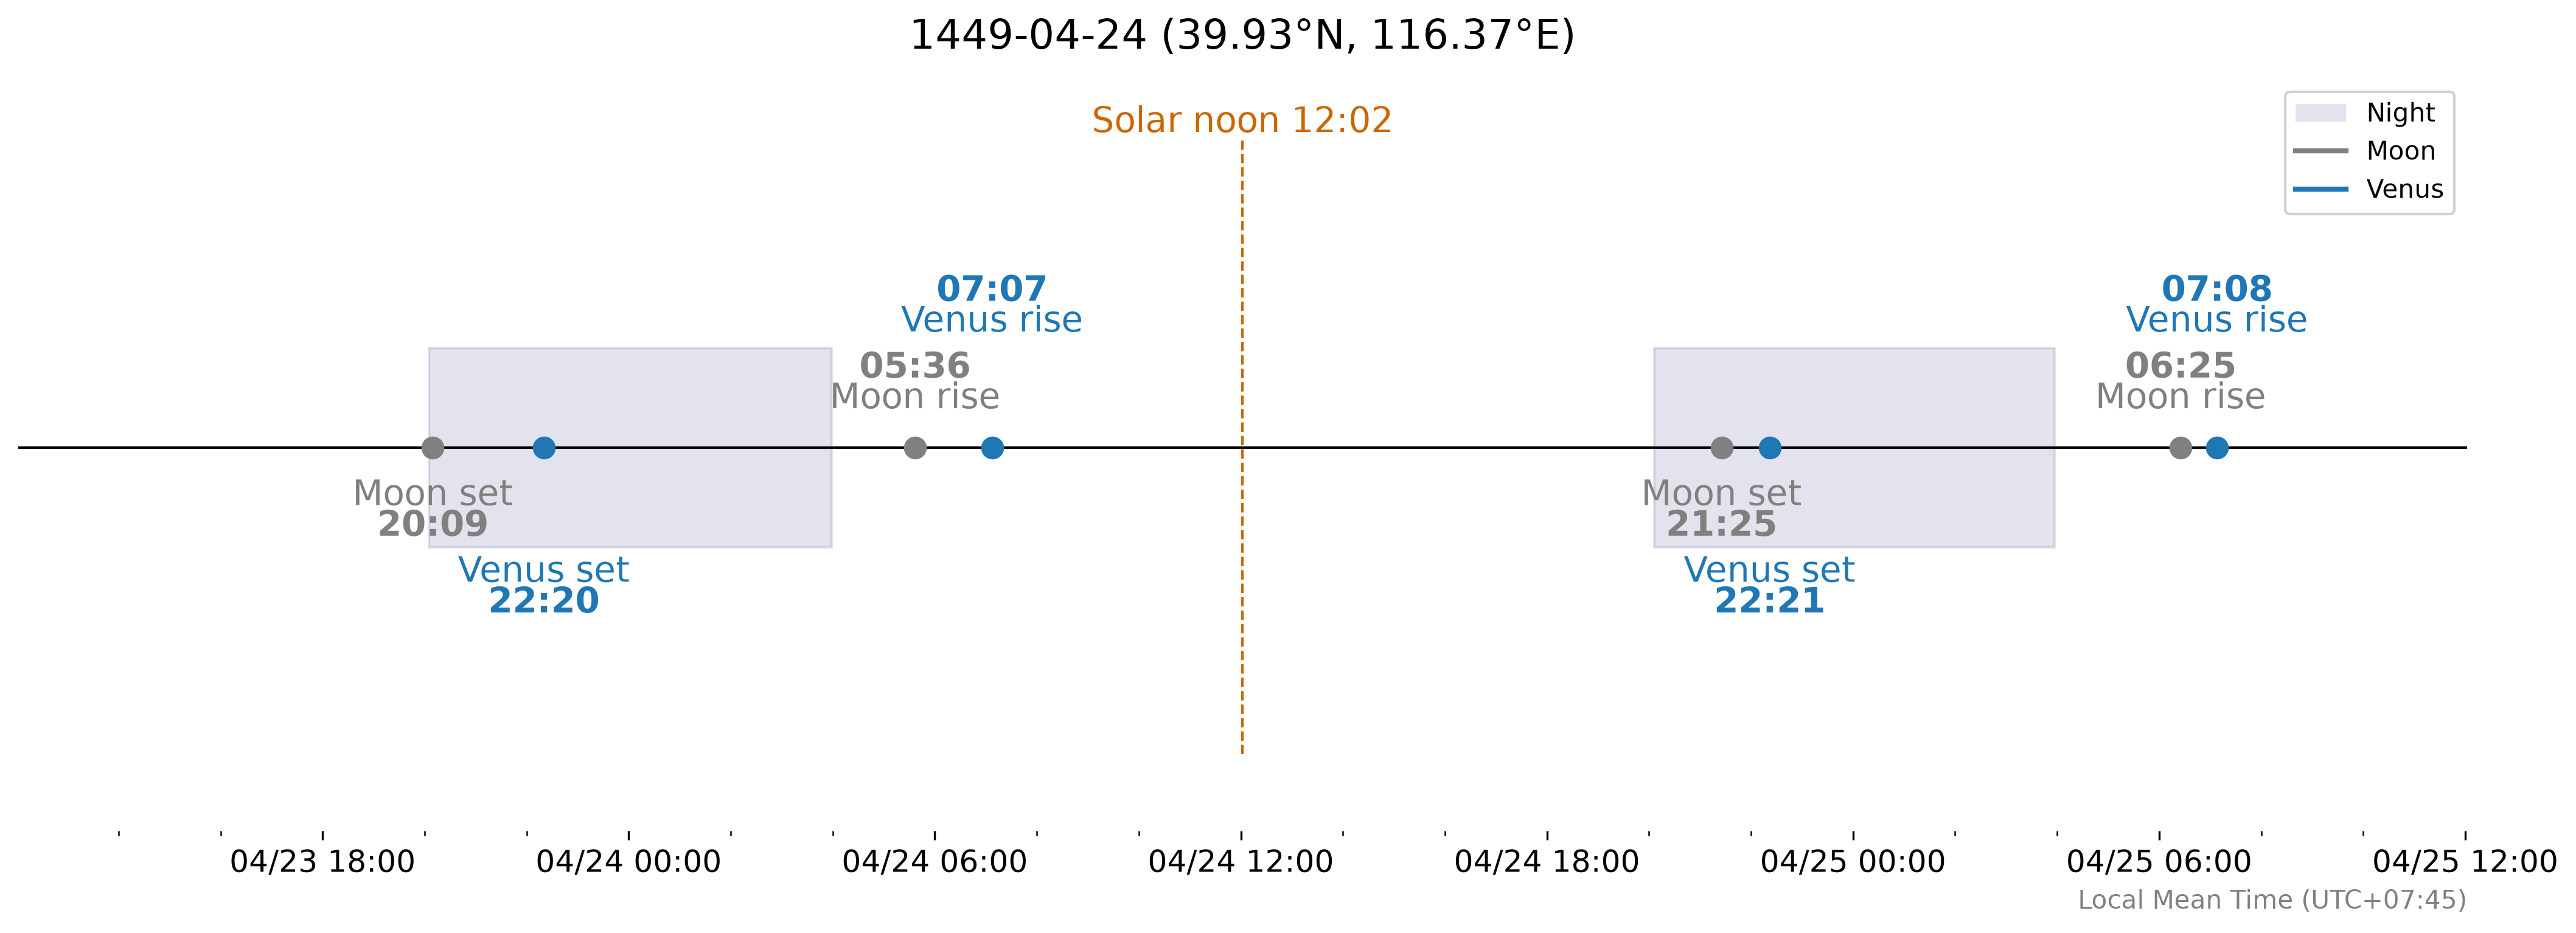 1449-04-24 (39.93°N, 116.37°E)
Solar noon 12:02
Night
Moon
Venus
07:07
Venus rise
07:08
Venus rise
05:36
Moon rise
06:25
Moon rise
Moon set
20:09
Moon set
21:25
Venus set
22:20
Venus set
22:21
04/23 18:00
04/24 00:00
04/24 06:00
04/24 12:00
04/24 18:00
04/25 00:00
04/25 06:00
04/25 12:00
Local Mean Time (UTC+07:45)